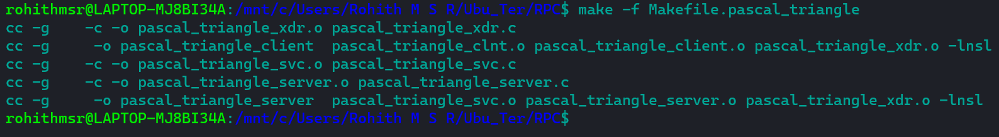 rohithmsr@LAPTOP-MJ8BI34A:/mnt/c/Users/Rohith M S R/Ubu_Ter/RPC$ make -f Makefile.pascal_triangle
cc -g    -c -o pascal_triangle_xdr.o pascal_triangle_xdr.c
cc -g     -o pascal_triangle_client  pascal_triangle_clnt.o pascal_triangle_client.o pascal_triangle_xdr.o -lnsl
cc -g    -c -o pascal_triangle_svc.o pascal_triangle_svc.c
cc -g    -c -o pascal_triangle_server.o pascal_triangle_server.c
cc -g     -o pascal_triangle_server  pascal_triangle_svc.o pascal_triangle_server.o pascal_triangle_xdr.o -lnsl
rohithmsr@LAPTOP-MJ8BI34A:/mnt/c/Users/Rohith M S R/Ubu_Ter/RPC$